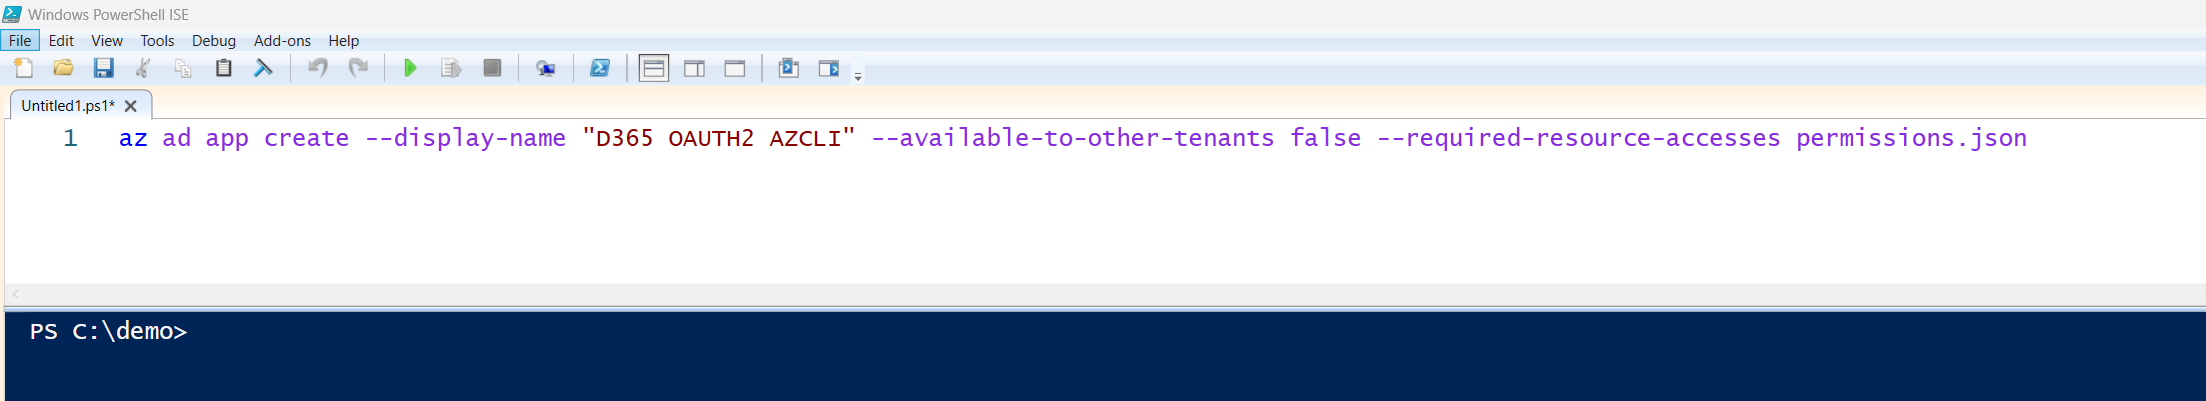 Windows PowerShell ISE
File Edit View Tools Debug Add-ons Help
Untitled1.ps1*
1 az ad app create --display-name "D365 OAUTH2 AZCLI" --available-to-other-tenants false --required-resource-accesses permissions.json
PS C:\demo>